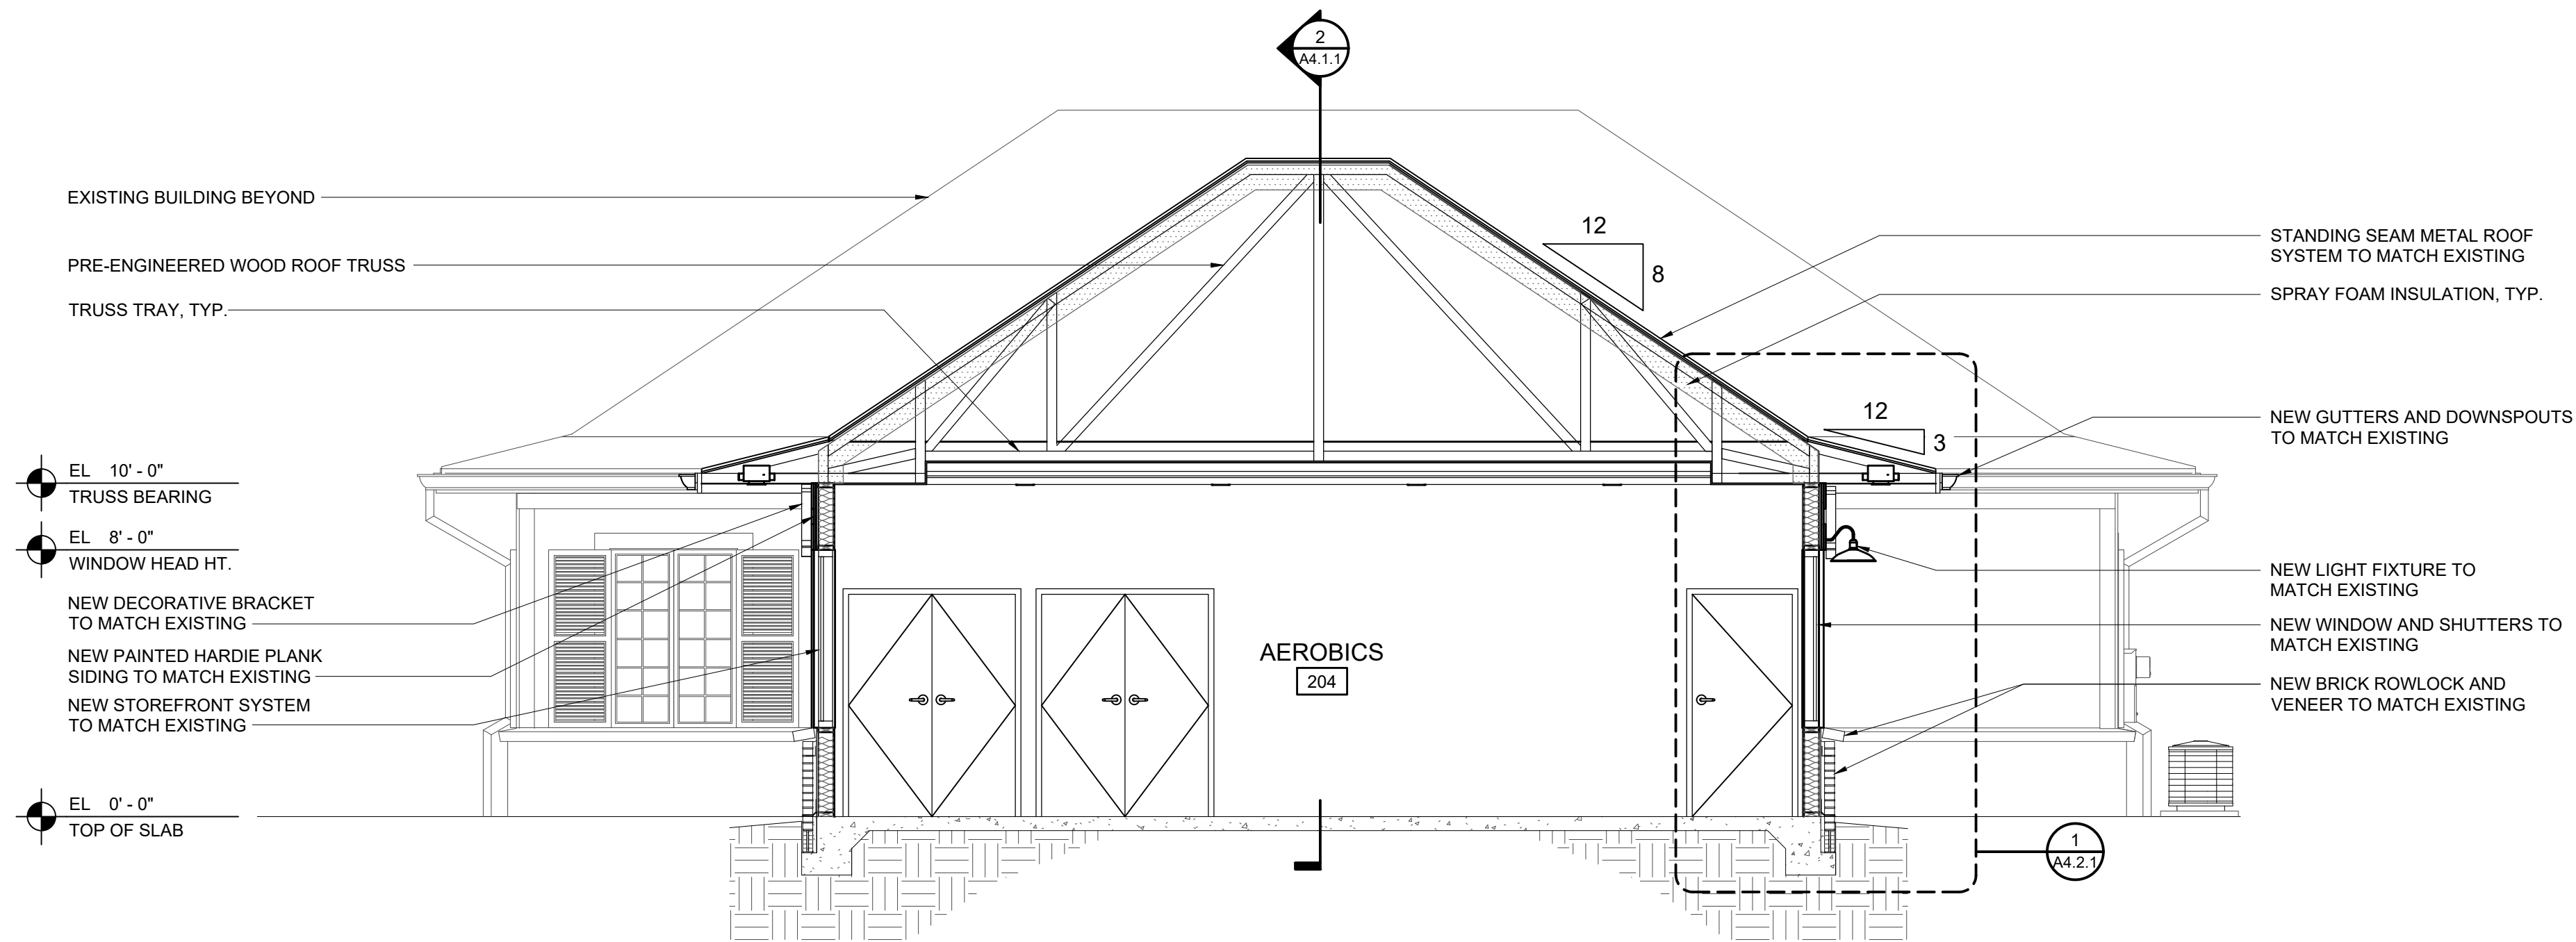 2
A4.1.1
EXISTING BUILDING BEYOND
PRE-ENGINEERED WOOD ROOF TRUSS
TRUSS TRAY, TYP.
EL 10' - 0"
TRUSS BEARING
EL 8' - 0"
WINDOW HEAD HT.
NEW DECORATIVE BRACKET
TO MATCH EXISTING
NEW PAINTED HARDIE PLANK
SIDING TO MATCH EXISTING
NEW STOREFRONT SYSTEM
TO MATCH EXISTING
EL 0' - 0"
TOP OF SLAB
AEROBICS
204
12
8
12
3
STANDING SEAM METAL ROOF
SYSTEM TO MATCH EXISTING
SPRAY FOAM INSULATION, TYP.
NEW GUTTERS AND DOWNSPOUTS
TO MATCH EXISTING
NEW LIGHT FIXTURE TO
MATCH EXISTING
NEW WINDOW AND SHUTTERS TO
MATCH EXISTING
NEW BRICK ROWLOCK AND
VENEER TO MATCH EXISTING
1
A4.2.1